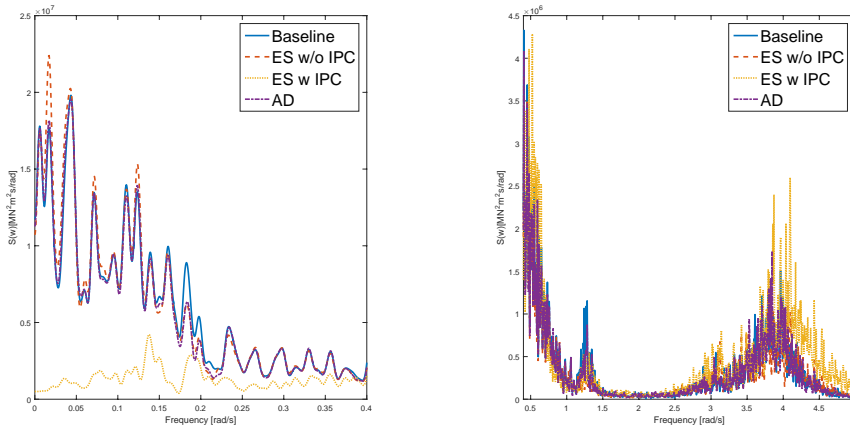 ×10⁷
2.5
2
1.5
1
0.5
0
S(w)|MN²m²s/rad]
0 0.05 0.1 0.15 0.2 0.25 0.3 0.35 0.4
Frequency [rad/s]
Baseline
ES w/o IPC
ES w IPC
AD
×10⁶
4.5
4
3.5
3
2.5
2
1.5
1
0.5
0
S(w)|MN²m²s/rad]
0.5 1 1.5 2 2.5 3 3.5 4 4.5
Frequency [rad/s]
Baseline
ES w/o IPC
ES w IPC
AD